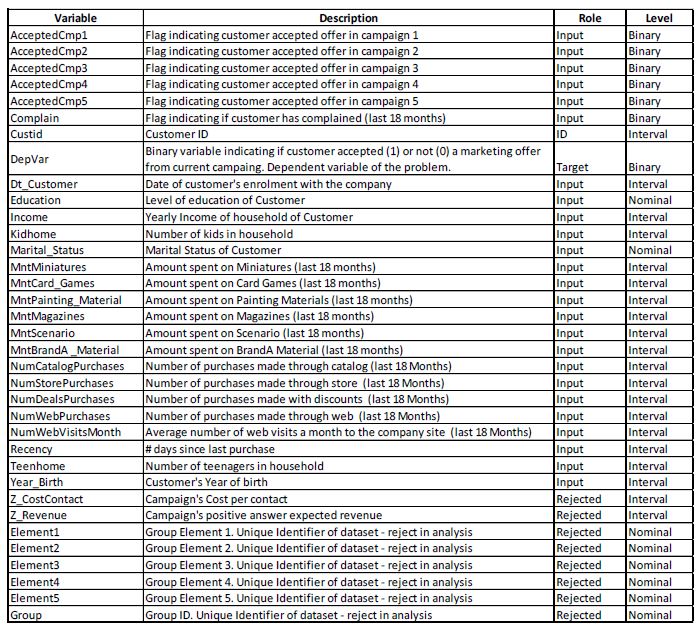 Variable Description Role Level
AcceptedCmp1 Flag indicating customer accepted offer in campaign 1 Input Binary
AcceptedCmp2 Flag indicating customer accepted offer in campaign 2 Input Binary
AcceptedCmp3 Flag indicating customer accepted offer in campaign 3 Input Binary
AcceptedCmp4 Flag indicating customer accepted offer in campaign 4 Input Binary
AcceptedCmp5 Flag indicating customer accepted offer in campaign 5 Input Binary
Complain Flag indicating if customer has complained (last 18 months) Input Binary
Custid Customer ID ID Interval
Binary variable indicating if customer accepted (1) or not (0) a marketing offer
DepVar from current campaing. Dependent variable of the problem. Target Binary
Dt_Customer Date of customer's enrolment with the company Input Interval
Education Level of education of Customer Input Nominal
Income Yearly Income of household of Customer Input Interval
Kidhome Number of kids in household Input Interval
Marital_Status Marital Status of Customer Input Nominal
MntMiniatures Amount spent on Miniatures (last 18 months) Input Interval
MntCard_Games Amount spent on Card Games (last 18 months) Input Interval
MntPainting_Material Amount spent on Painting Materials (last 18 months) Input Interval
MntMagazines Amount spent on Magazines (last 18 months) Input Interval
MntScenario Amount spent on Scenario (last 18 months) Input Interval
MntBrandA _Material Amount spent on BrandA Material (last 18 months) Input Interval
NumCatalogPurchases Number of purchases made through catalog (last 18 Months) Input Interval
NumStorePurchases Number of purchases made through store (last 18 Months) Input Interval
NumDealsPurchases Number of purchases made with discounts (last 18 Months) Input Interval
NumWebPurchases Number of purchases made through web (last 18 Months) Input Interval
NumWebVisitsMonth Average number of web visits a month to the company site (last 18 Months) Input Interval
Recency # days since last purchase Input Interval
Teenhome Number of teenagers in household Input Interval
Year_Birth Customer's Year of birth Input Interval
Z_CostContact Campaign's Cost per contact Rejected Interval
Z_Revenue Campaign's positive answer expected revenue Rejected Interval
Element1 Group Element 1. Unique Identifier of dataset - reject in analysis Rejected Nominal
Element2 Group Element 2. Unique Identifier of dataset - reject in analysis Rejected Nominal
Element3 Group Element 3. Unique Identifier of dataset - reject in analysis Rejected Nominal
Element4 Group Element 4. Unique Identifier of dataset - reject in analysis Rejected Nominal
Element5 Group Element 5. Unique Identifier of dataset - reject in analysis Rejected Nominal
Group Group ID. Unique Identifier of dataset - reject in analysis Rejected Nominal